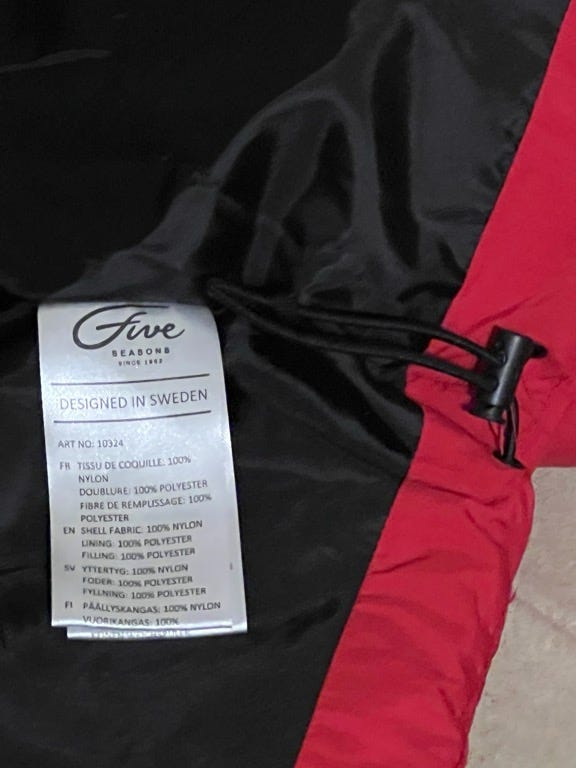 Five
SEASONS
SINCE 1962
DESIGNED IN SWEDEN
ART NO: 10324
FR TISSU DE COQUILLE: 100%
NYLON
DOUBLURE: 100% POLYESTER
FIBRE DE REMPLISSAGE: 100%
POLYESTER
EN SHELL FABRIC: 100% NYLON
LINING: 100% POLYESTER
FILLING: 100% POLYESTER
SV YTTERTYG: 100% NYLON
FODER: 100% POLYESTER
FYLLNING: 100% POLYESTER
FI PÄÄLLYSKANGAS: 100% NYLON
VUORIKANGAS: 100%